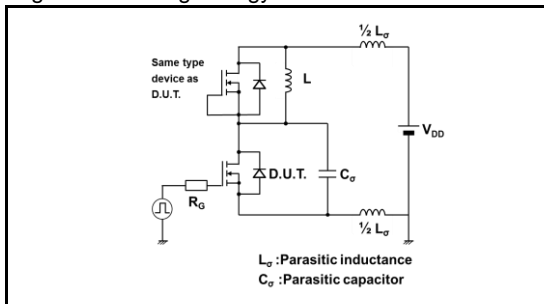 ½ Lσ
Same type
device as
D.U.T.
L
VDD
D.U.T.
Cσ
RG
½ Lσ
Lσ :Parasitic inductance
Cσ :Parasitic capacitor